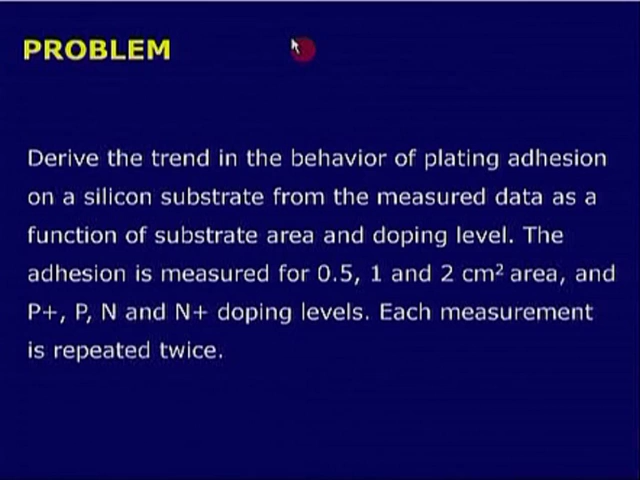 PROBLEM
Derive the trend in the behavior of plating adhesion
on a silicon substrate from the measured data as a
function of substrate area and doping level. The
adhesion is measured for 0.5, 1 and 2 cm² area, and
P+, P, N and N+ doping levels. Each measurement
is repeated twice.